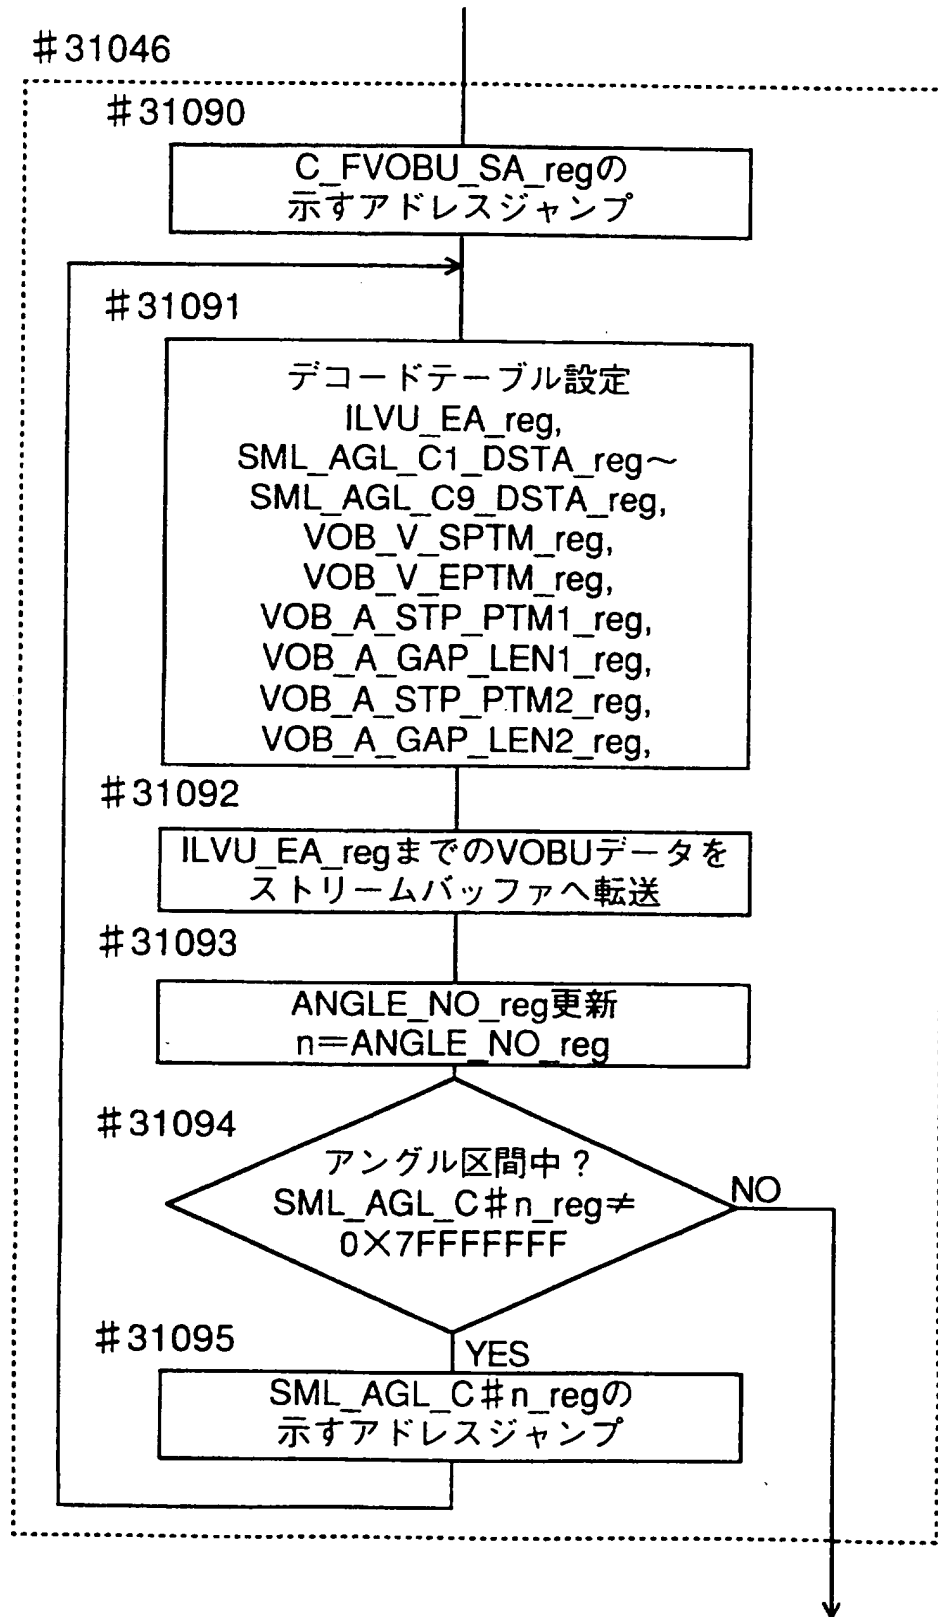 #31046
#31090
C_FVOBU_SA_regの
示すアドレスジャンプ
#31091
デコードテーブル設定
ILVU_EA_reg,
SML_AGL_C1_DSTA_reg〜
SML_AGL_C9_DSTA_reg,
VOB_V_SPTM_reg,
VOB_V_EPTM_reg,
VOB_A_STP_PTM1_reg,
VOB_A_GAP_LEN1_reg,
VOB_A_STP_PTM2_reg,
VOB_A_GAP_LEN2_reg,
#31092
ILVU_EA_regまでのVOBUデータを
ストリームバッファへ転送
#31093
ANGLE_NO_reg更新
n=ANGLE_NO_reg
#31094
アングル区間中?
SML_AGL_C#n_reg≠
0×7FFFFFFF
NO
#31095
YES
SML_AGL_C#n_regの
示すアドレスジャンプ